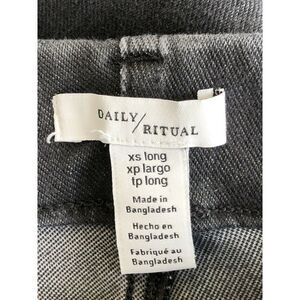 DAILY/RITUAL
xs long
xp largo
tp long
Made in
Bangladesh
Hecho en
Bangladesh
Fabriqué au
Bangladesh